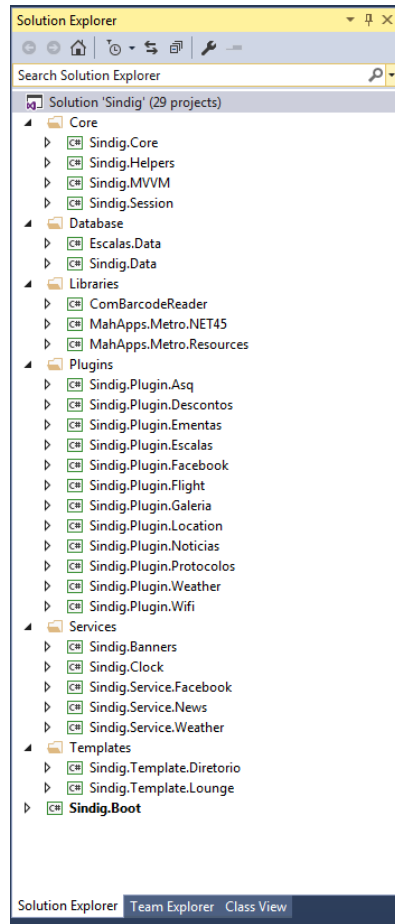 Solution Explorer
Search Solution Explorer
Solution 'Sindig' (29 projects)
Core
C# Sindig.Core
C# Sindig.Helpers
C# Sindig.MVVM
C# Sindig.Session
Database
C# Escalas.Data
C# Sindig.Data
Libraries
C# ComBarcodeReader
C# MahApps.Metro.NET45
C# MahApps.Metro.Resources
Plugins
C# Sindig.Plugin.Asq
C# Sindig.Plugin.Descontos
C# Sindig.Plugin.Ementas
C# Sindig.Plugin.Escalas
C# Sindig.Plugin.Facebook
C# Sindig.Plugin.Flight
C# Sindig.Plugin.Galeria
C# Sindig.Plugin.Location
C# Sindig.Plugin.Noticias
C# Sindig.Plugin.Protocolos
C# Sindig.Plugin.Weather
C# Sindig.Plugin.Wifi
Services
C# Sindig.Banners
C# Sindig.Clock
C# Sindig.Service.Facebook
C# Sindig.Service.News
C# Sindig.Service.Weather
Templates
C# Sindig.Template.Diretorio
C# Sindig.Template.Lounge
C# Sindig.Boot
Solution Explorer Team Explorer Class View